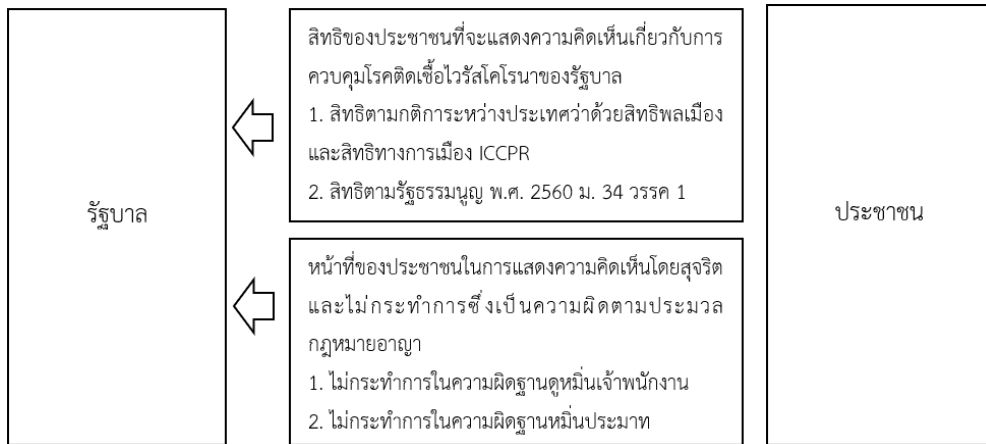 รัฐบาล
สิทธิของประชาชนที่จะแสดงความคิดเห็นเกี่ยวกับการ
ควบคุมโรคติดเชื้อไวรัสโคโรนาของรัฐบาล
1. สิทธิตามกติการะหว่างประเทศว่าด้วยสิทธิพลเมือง
และสิทธิทางการเมือง ICCPR
2. สิทธิตามรัฐธรรมนูญ พ.ศ. 2560 ม. 34 วรรค 1
หน้าที่ของประชาชนในการแสดงความคิดเห็นโดยสุจริต
และไม่กระทำการซึ่งเป็นความผิดตามประมวล
กฎหมายอาญา
1. ไม่กระทำการในความผิดฐานดูหมิ่นเจ้าพนักงาน
2. ไม่กระทำการในความผิดฐานหมิ่นประมาท
ประชาชน